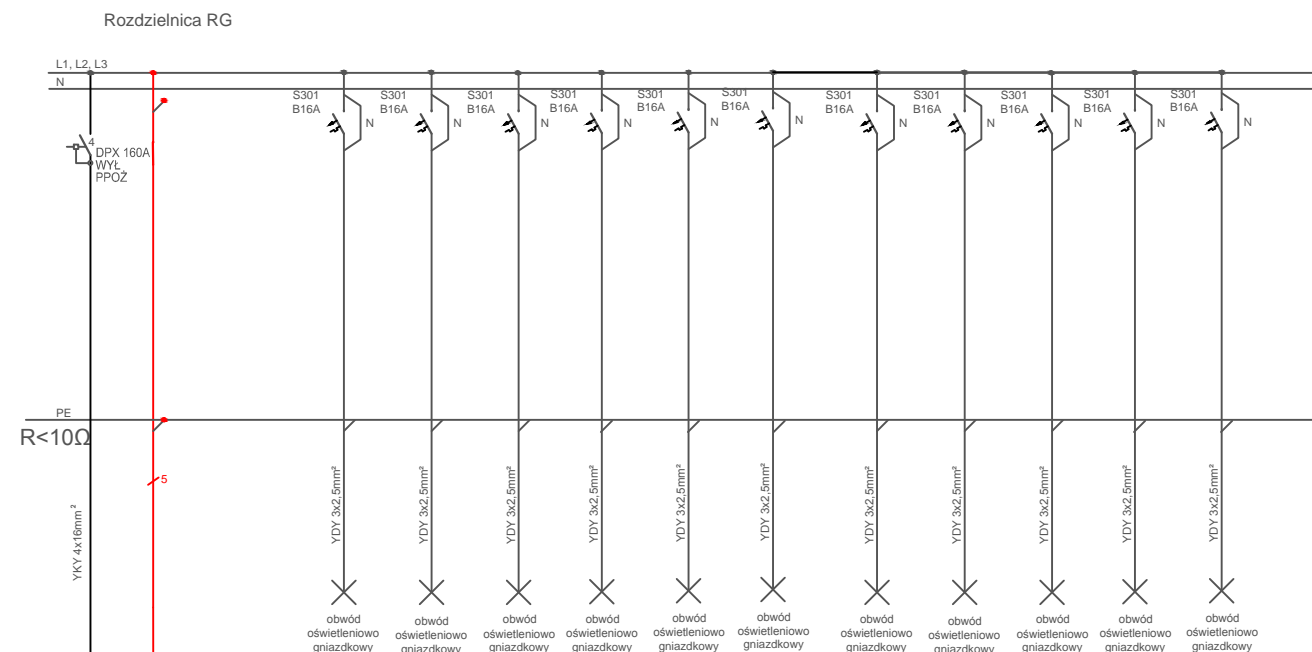 Rozdzielnica RG
L1, L2, L3
N
S301
B16A
N
S301
B16A
N
S301
B16A
N
S301
B16A
N
S301
B16A
N
S301
B16A
N
S301
B16A
N
S301
B16A
N
S301
B16A
N
S301
B16A
N
S301
B16A
N
4
DPX 160A
WYŁ.
PPOŻ
PE
R<10Ω
5
YKY 4x16mm²
YDY 3x2,5mm²
YDY 3x2,5mm²
YDY 3x2,5mm²
YDY 3x2,5mm²
YDY 3x2,5mm²
YDY 3x2,5mm²
YDY 3x2,5mm²
YDY 3x2,5mm²
YDY 3x2,5mm²
YDY 3x2,5mm²
YDY 3x2,5mm²
obwód
oświetleniowo
gniazdkowy
obwód
oświetleniowo
gniazdkowy
obwód
oświetleniowo
gniazdkowy
obwód
oświetleniowo
gniazdkowy
obwód
oświetleniowo
gniazdkowy
obwód
oświetleniowo
gniazdkowy
obwód
oświetleniowo
gniazdkowy
obwód
oświetleniowo
gniazdkowy
obwód
oświetleniowo
gniazdkowy
obwód
oświetleniowo
gniazdkowy
obwód
oświetleniowo
gniazdkowy